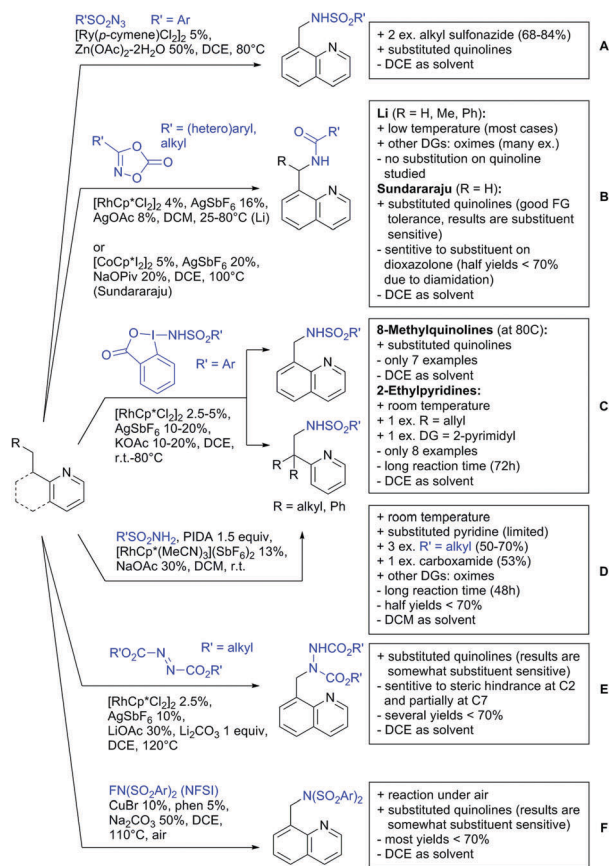 R'SO₂N₃ R' = Ar
[Ry(p-cymene)Cl₂]₂ 5%,
Zn(OAc)₂-2H₂O 50%, DCE, 80°C
NHSO₂R'
N
+ 2 ex. alkyl sulfonazide (68-84%)
+ substituted quinolines
- DCE as solvent
A
R' = (hetero)aryl,
alkyl
R'
O
O
N
O
[RhCp*Cl₂]₂ 4%, AgSbF₆ 16%,
AgOAc 8%, DCM, 25-80°C (Li)
or
[CoCp*I₂]₂ 5%, AgSbF₆ 20%,
NaOPiv 20%, DCE, 100°C
(Sundararaju)
O
R'
R
NH
N
Li (R = H, Me, Ph):
+ low temperature (most cases)
+ other DGs: oximes (many ex.)
- no substitution on quinoline
studied
Sundararaju (R = H):
+ substituted quinolines (good FG
tolerance, results are substituent
sensitive)
- sentitive to substituent on
dioxazolone (half yields < 70%
due to diamidation)
- DCE as solvent
B
O
I
NHSO₂R'
O
R' = Ar
[RhCp*Cl₂]₂ 2.5-5%,
AgSbF₆ 10-20%,
KOAc 10-20%, DCE,
r.t.-80°C
NHSO₂R'
N
NHSO₂R'
R
R
N
R = alkyl, Ph
8-Methylquinolines (at 80C):
+ substituted quinolines
- only 7 examples
- DCE as solvent
2-Ethylpyridines:
+ room temperature
+ 1 ex. R = allyl
+ 1 ex. DG = 2-pyrimidyl
- only 8 examples
- long reaction time (72h)
- DCE as solvent
C
R
N
R'SO₂NH₂, PIDA 1.5 equiv,
[RhCp*(MeCN)₃](SbF₆)₂ 13%,
NaOAc 30%, DCM, r.t.
+ room temperature
+ substituted pyridine (limited)
+ 3 ex. R' = alkyl (50-70%)
+ 1 ex. carboxamide (53%)
+ other DGs: oximes
- long reaction time (48h)
- half yields < 70%
- DCM as solvent
D
R'O₂C
N
N
CO₂R'
R' = alkyl
[RhCp*Cl₂]₂ 2.5%,
AgSbF₆ 10%,
LiOAc 30%, Li₂CO₃ 1 equiv,
DCE, 120°C
NHCO₂R'
N
CO₂R'
N
+ substituted quinolines (results are
somewhat substituent sensitive)
- sentitive to steric hindrance at C2
and partially at C7
- several yields < 70%
- DCE as solvent
E
FN(SO₂Ar)₂ (NFSI)
CuBr 10%, phen 5%,
Na₂CO₃ 50%, DCE,
110°C, air
N(SO₂Ar)₂
N
+ reaction under air
+ substituted quinolines (results are
somewhat substituent sensitive)
- most yields < 70%
- DCE as solvent
F